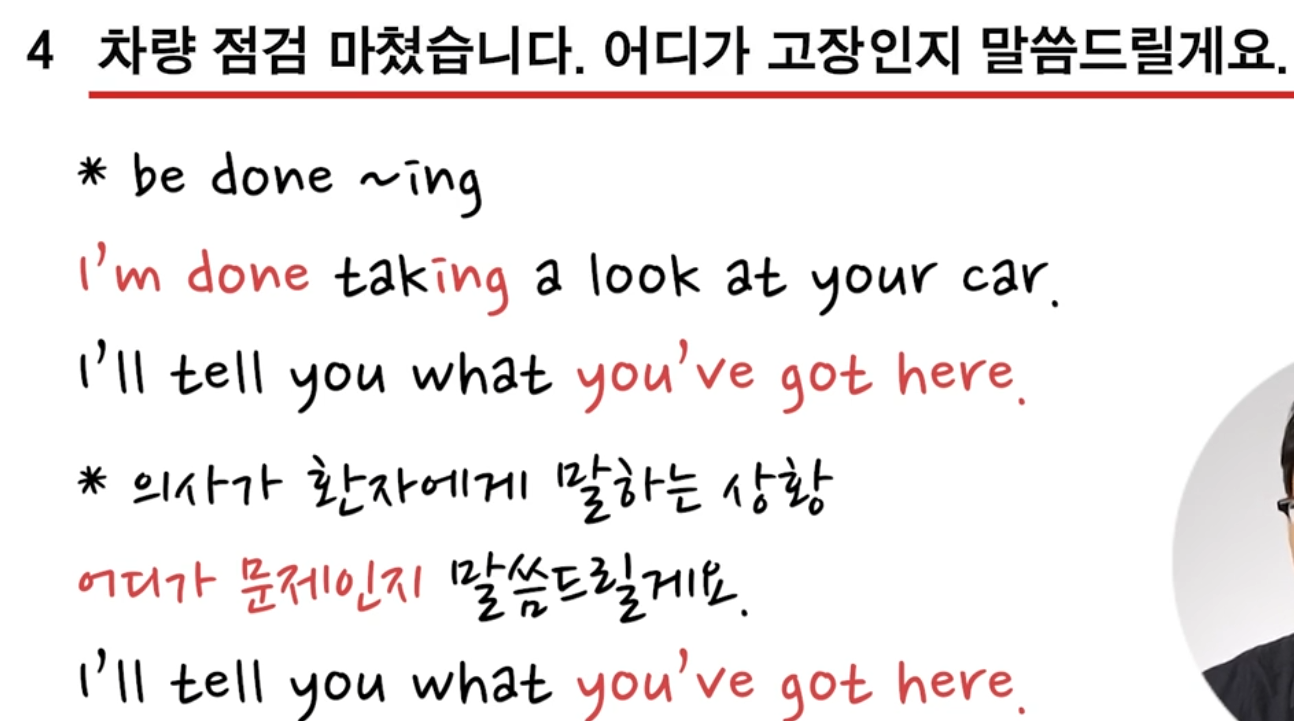 4 차량 점검 마쳤습니다. 어디가 고장인지 말씀드릴게요.
* be done ~ing
I'm done taking a look at your car.
I'll tell you what you've got here.
* 의사가 환자에게 말하는 상황
어디가 문제인지 말씀드릴게요.
I'll tell you what you've got here.